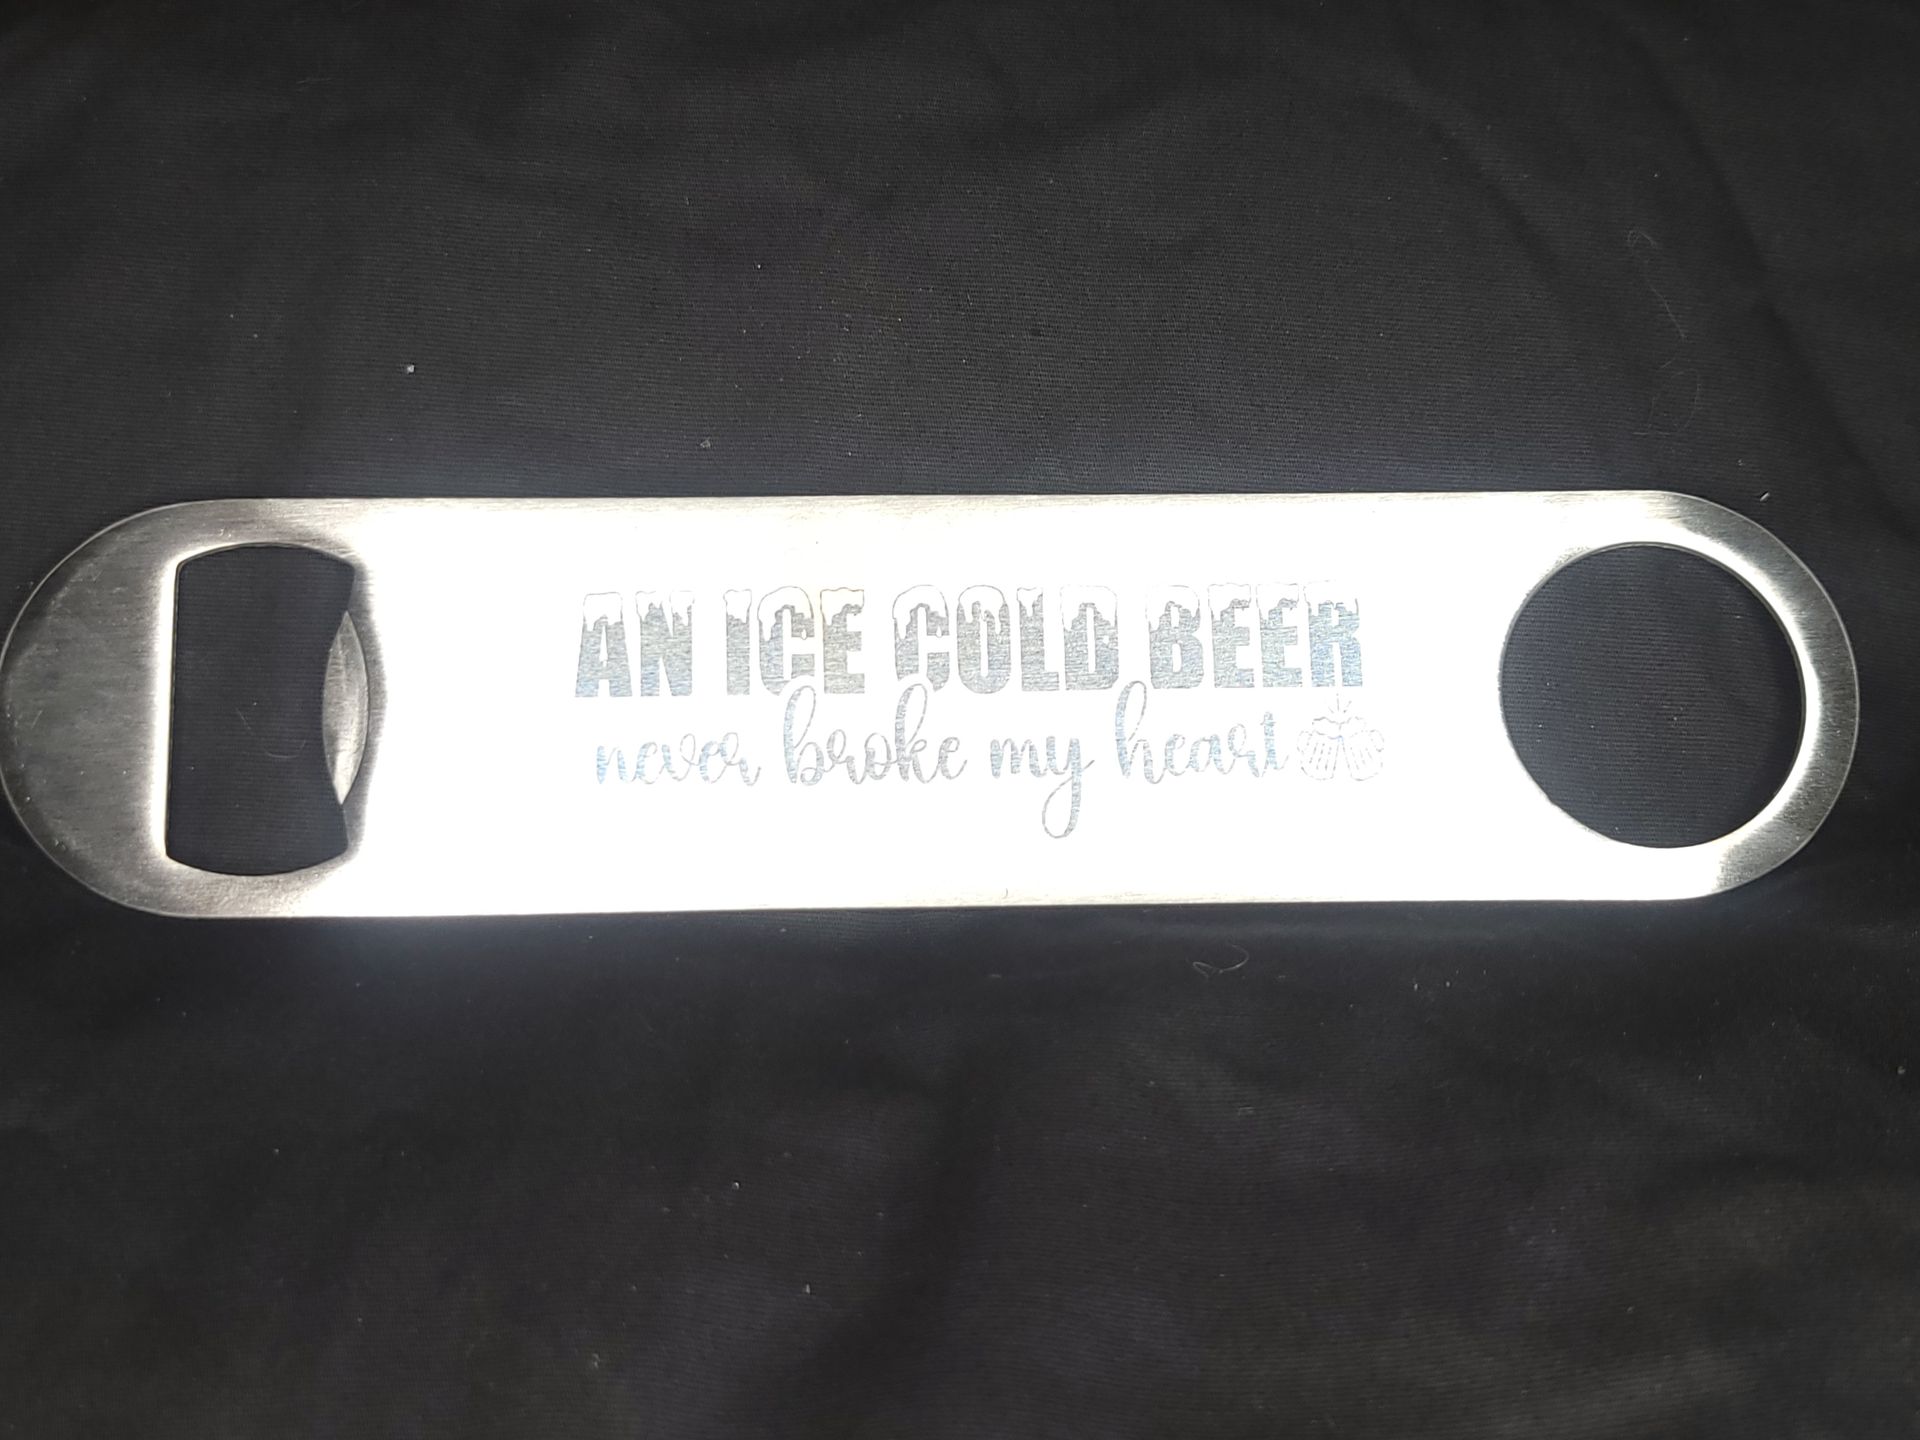 AN ICE COLD BEER
never broke my heart